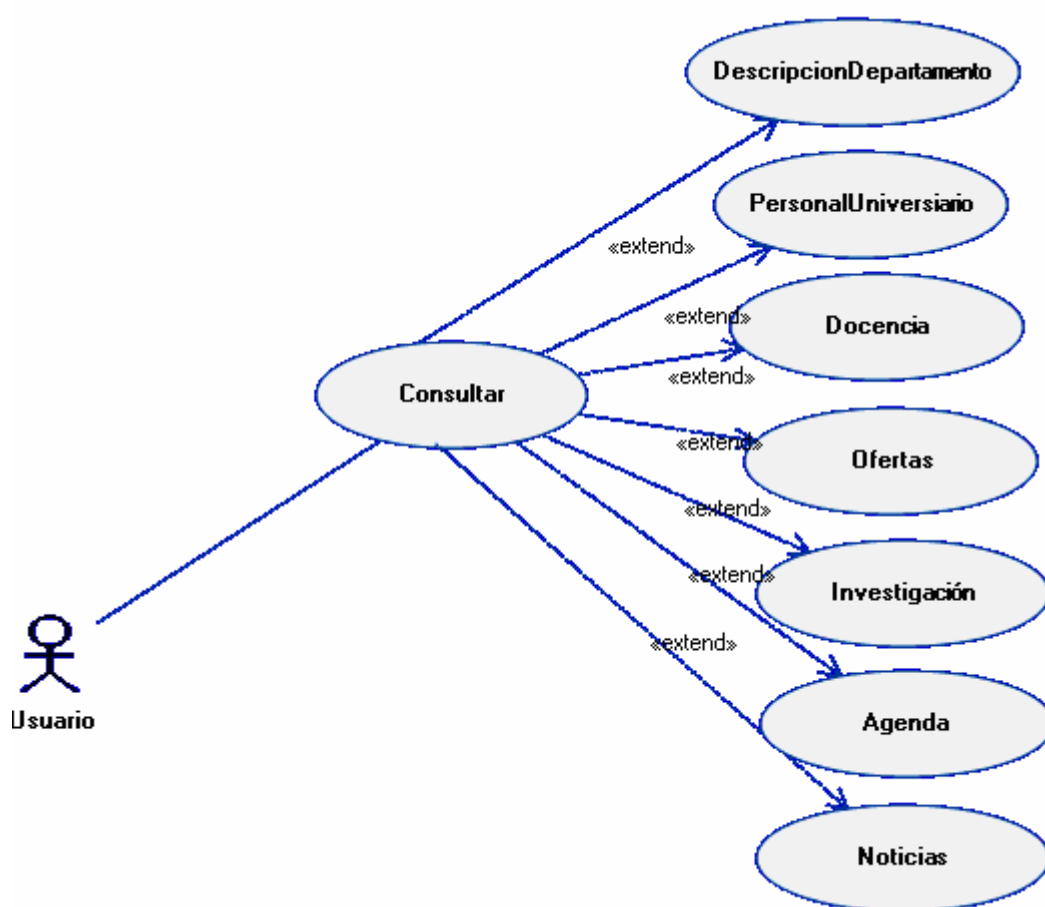 DescripcionDepartamento
PersonalUniversiario
«extend»
«extend»
Docencia
«extend»
Consultar
«extend»
Ofertas
«extend»
«extend»
Investigación
«extend»
Agenda
Usuario
Noticias